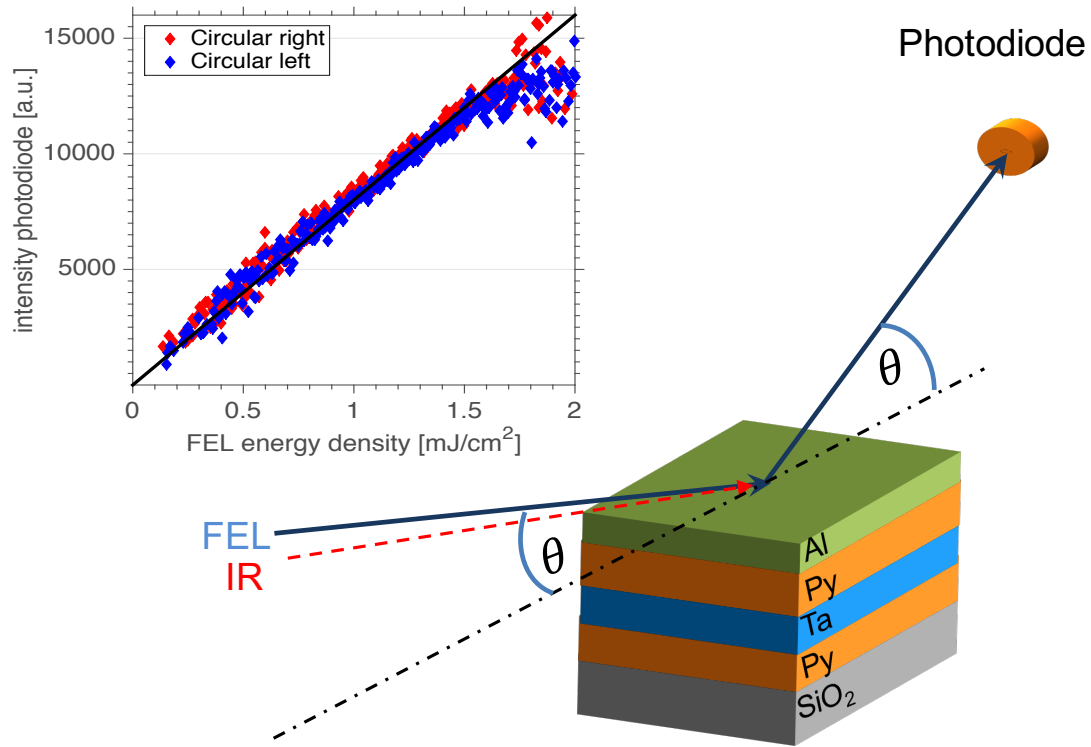 Photodiode
15000
10000
5000
intensity photodiode [a.u.]
Circular right
Circular left
0
0.5
1
1.5
2
FEL energy density [mJ/cm²]
θ
FEL
IR
θ
Al
Py
Ta
Py
SiO₂